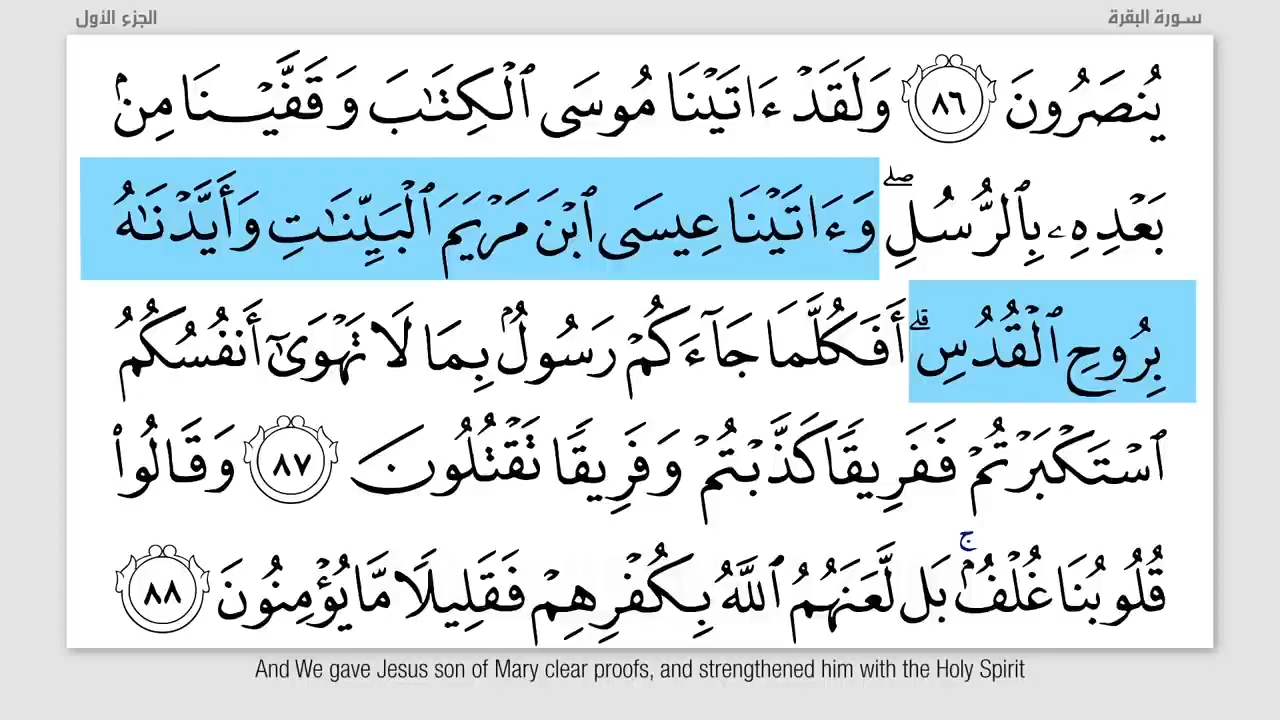 سورة البقرة
الجزء الأول
يُنصَرُونَ ٨٦ وَلَقَدْ ءَاتَيْنَا مُوسَى ٱلْكِتَٰبَ وَقَفَّيْنَا مِنۢ
بَعْدِهِۦ بِٱلرُّسُلِ ۖ وَءَاتَيْنَا عِيسَى ٱبْنَ مَرْيَمَ ٱلْبَيِّنَٰتِ وَأَيَّدْنَٰهُ
بِرُوحِ ٱلْقُدُسِ ۗ أَفَكُلَّمَا جَآءَكُمْ رَسُولٌۢ بِمَا لَا تَهْوَىٰٓ أَنفُسُكُمُ
ٱسْتَكْبَرْتُمْ فَفَرِيقًا كَذَّبْتُمْ وَفَرِيقًا تَقْتُلُونَ ٨٧ وَقَالُوا۟
قُلُوبُنَا غُلْفٌۢ ۚ بَل لَّعَنَهُمُ ٱللَّهُ بِكُفْرِهِمْ فَقَلِيلًا مَّا يُؤْمِنُونَ ٨٨
And We gave Jesus son of Mary clear proofs, and strengthened him with the Holy Spirit